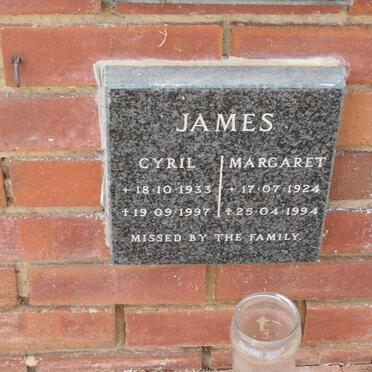 JAMES
CYRIL MARGARET
+ 18·10·1933 + 17·07·1924
+ 19·09·1997 + 25·04·1994
MISSED BY THE FAMILY.